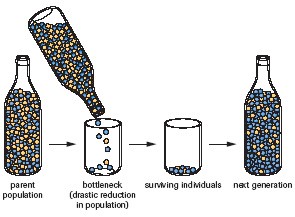 parent
population
bottleneck
(drastic reduction
in population)
surviving individuals
next generation